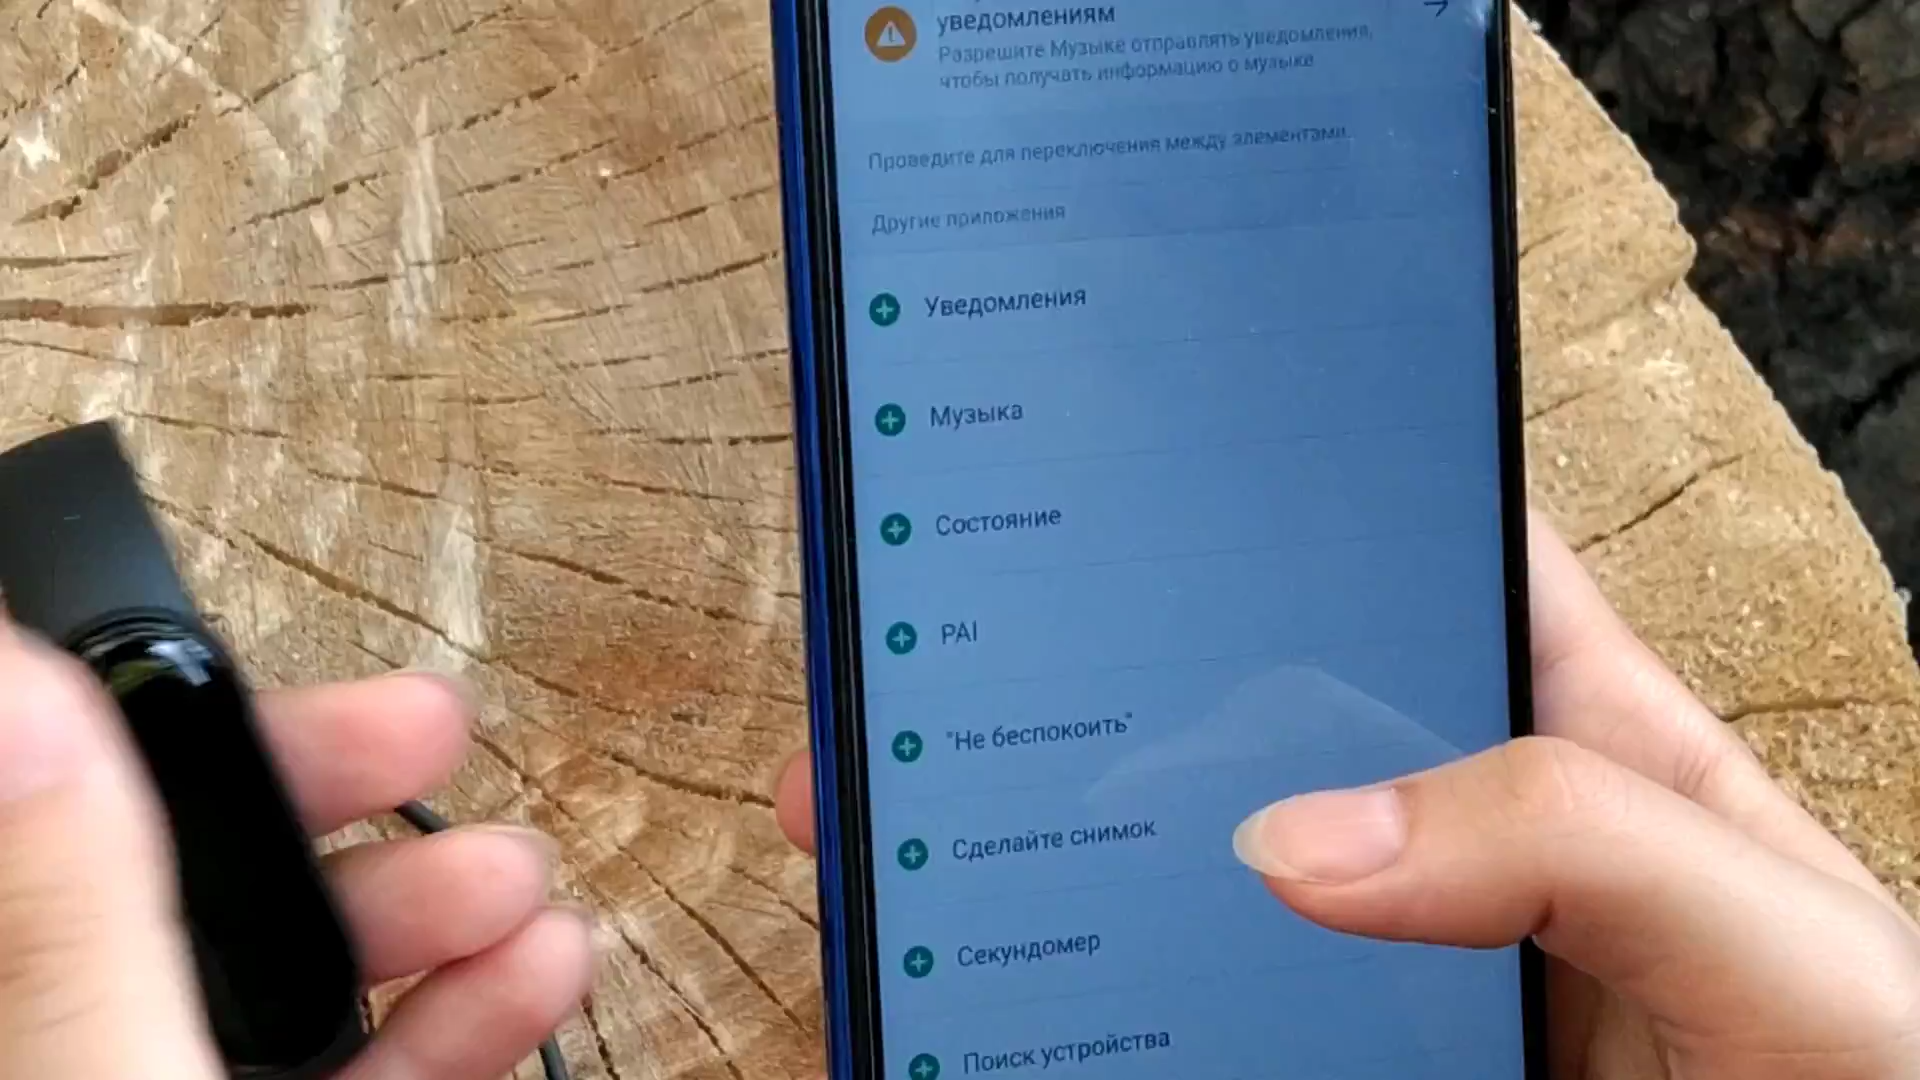 уведомлениям
Разрешите Музыке отправлять уведомления,
чтобы получать информацию о музыке
Проведите для переключения между элементами.
Другие приложения
Уведомления
Музыка
Состояние
PAI
"Не беспокоить"
Сделайте снимок
Секундомер
Поиск устройства